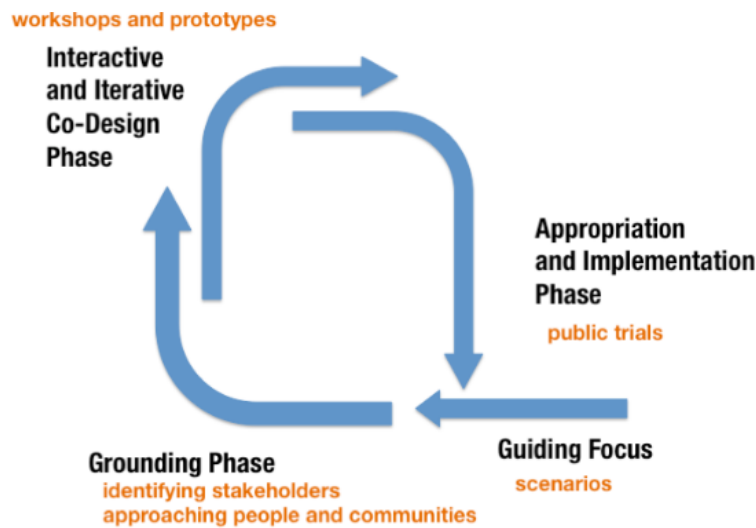 workshops and prototypes
Interactive
and Iterative
Co-Design
Phase
Appropriation
and Implementation
Phase
public trials
Guiding Focus
scenarios
Grounding Phase
identifying stakeholders
approaching people and communities